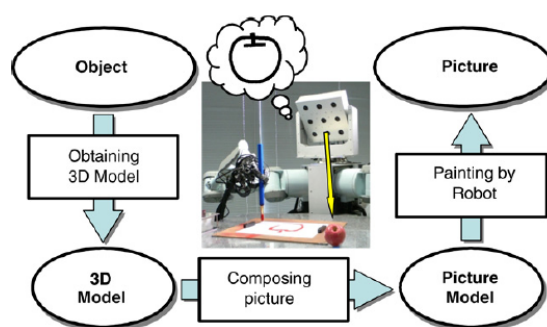 Object
Picture
Obtaining
3D Model
Painting by
Robot
3D
Model
Composing
picture
Picture
Model